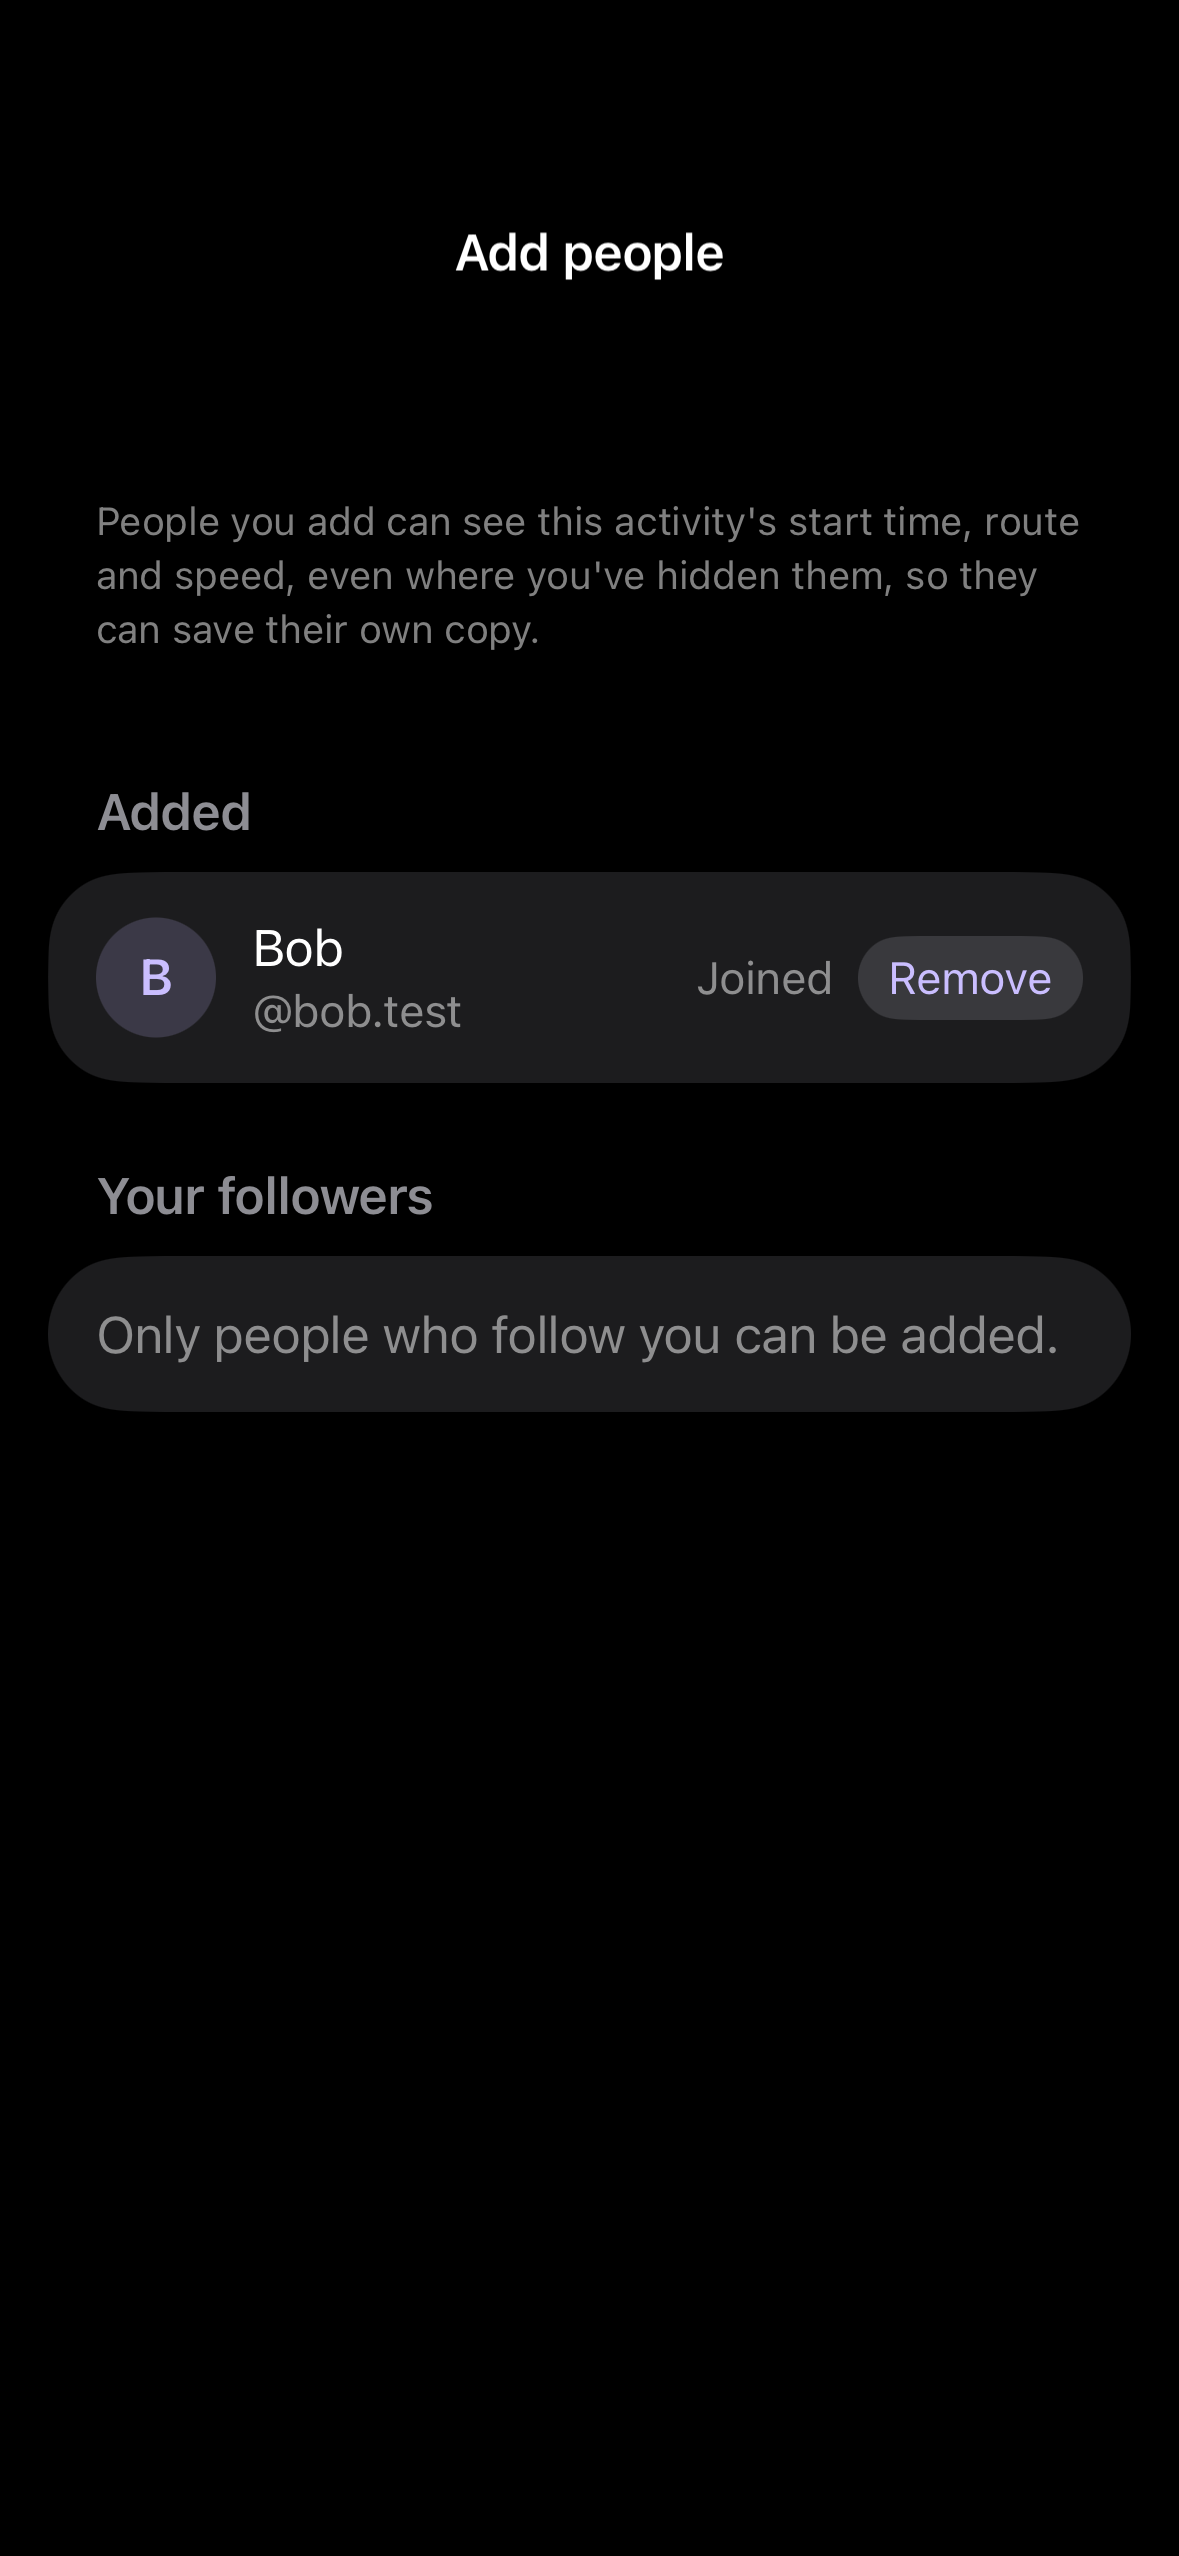 Add people
People you add can see this activity's start time, route
and speed, even where you've hidden them, so they
can save their own copy.
Added
B
Bob
@bob.test
Joined
Remove
Your followers
Only people who follow you can be added.